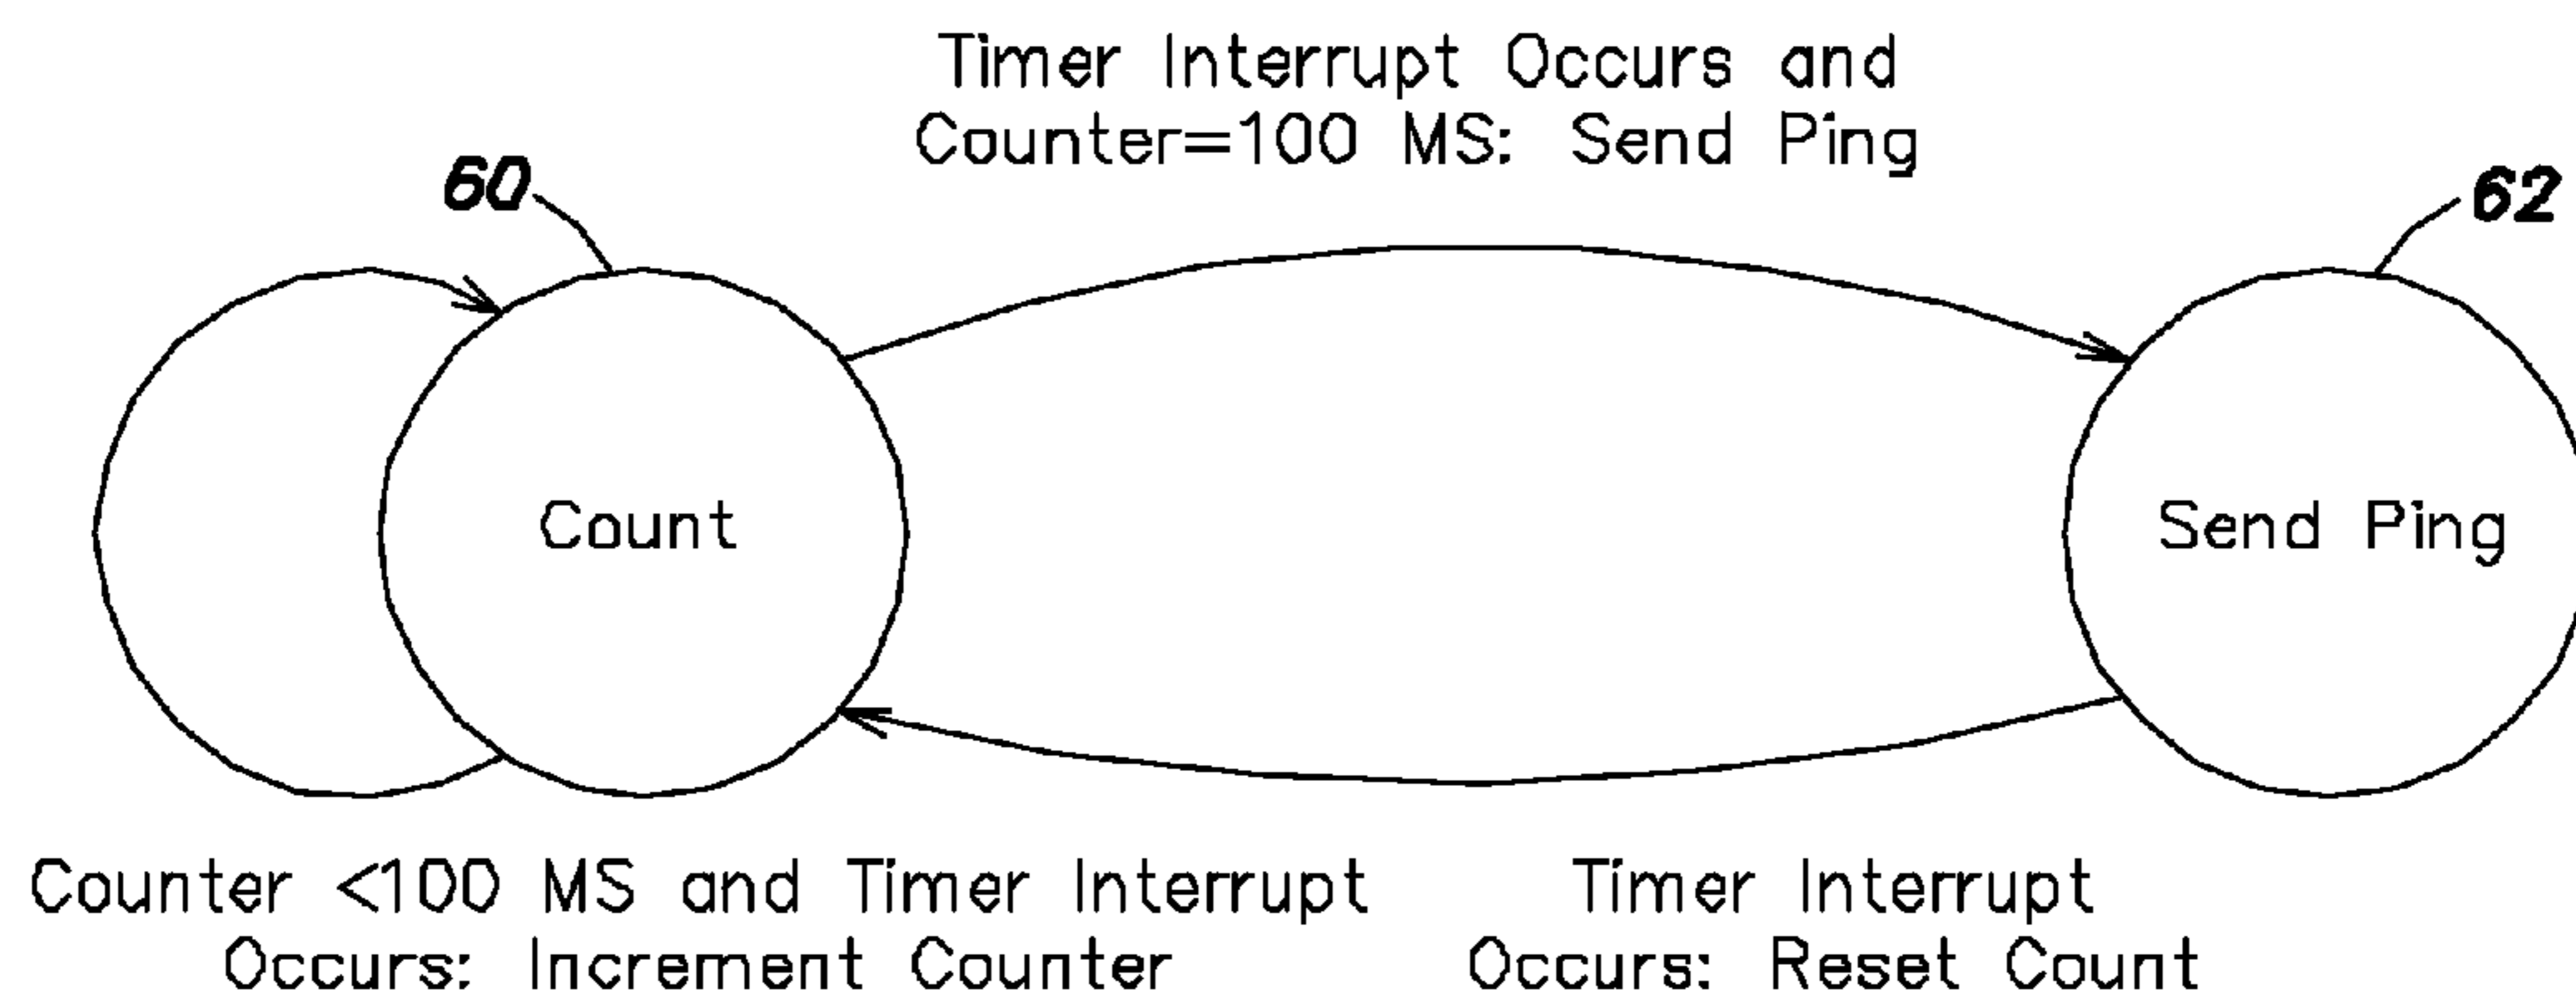 Timer Interrupt Occurs and
Counter=100 MS: Send Ping
60
62
Count
Send Ping
Counter <100 MS and Timer Interrupt
Occurs: Increment Counter
Timer Interrupt
Occurs: Reset Count